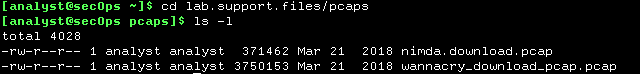 [analyst@secOps ~]$ cd lab.support.files/pcaps
[analyst@secOps pcaps]$ ls -l
total 4028
-rw-r--r-- 1 analyst analyst  371462 Mar 21  2018 nimda.download.pcap
-rw-r--r-- 1 analyst analyst 3750153 Mar 21  2018 wannacry_download_pcap.pcap